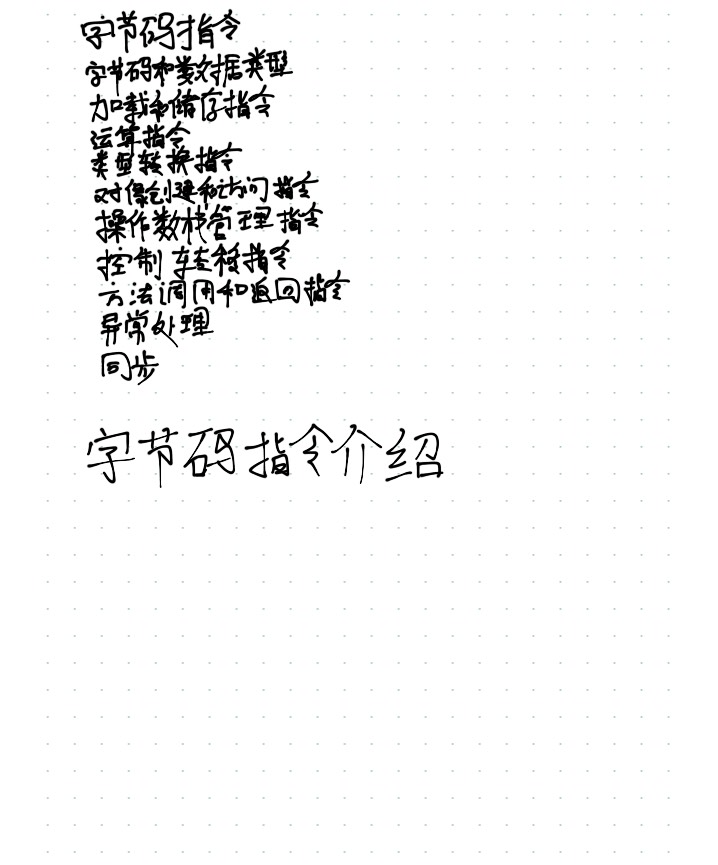 字节码指令
字节码和数据类型
加载和储存指令
运算指令
类型转换指令
对像创建和访问指令
操作数栈管理指令
控制转移指令
方法调用和返回指令
异常处理
同步
字节码指令介绍